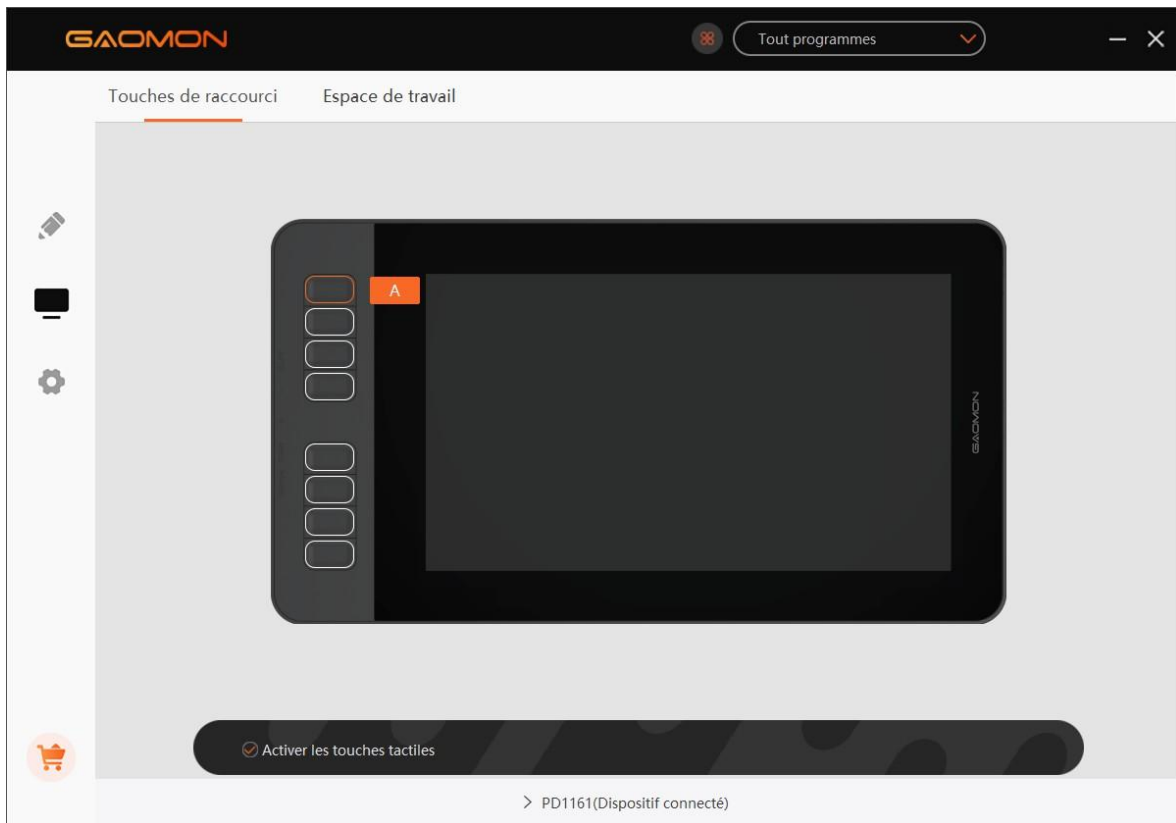 GAOMON
Tout programmes
Touches de raccourci
Espace de travail
A
GAOMON
Activer les touches tactiles
PD1161(Dispositif connecté)